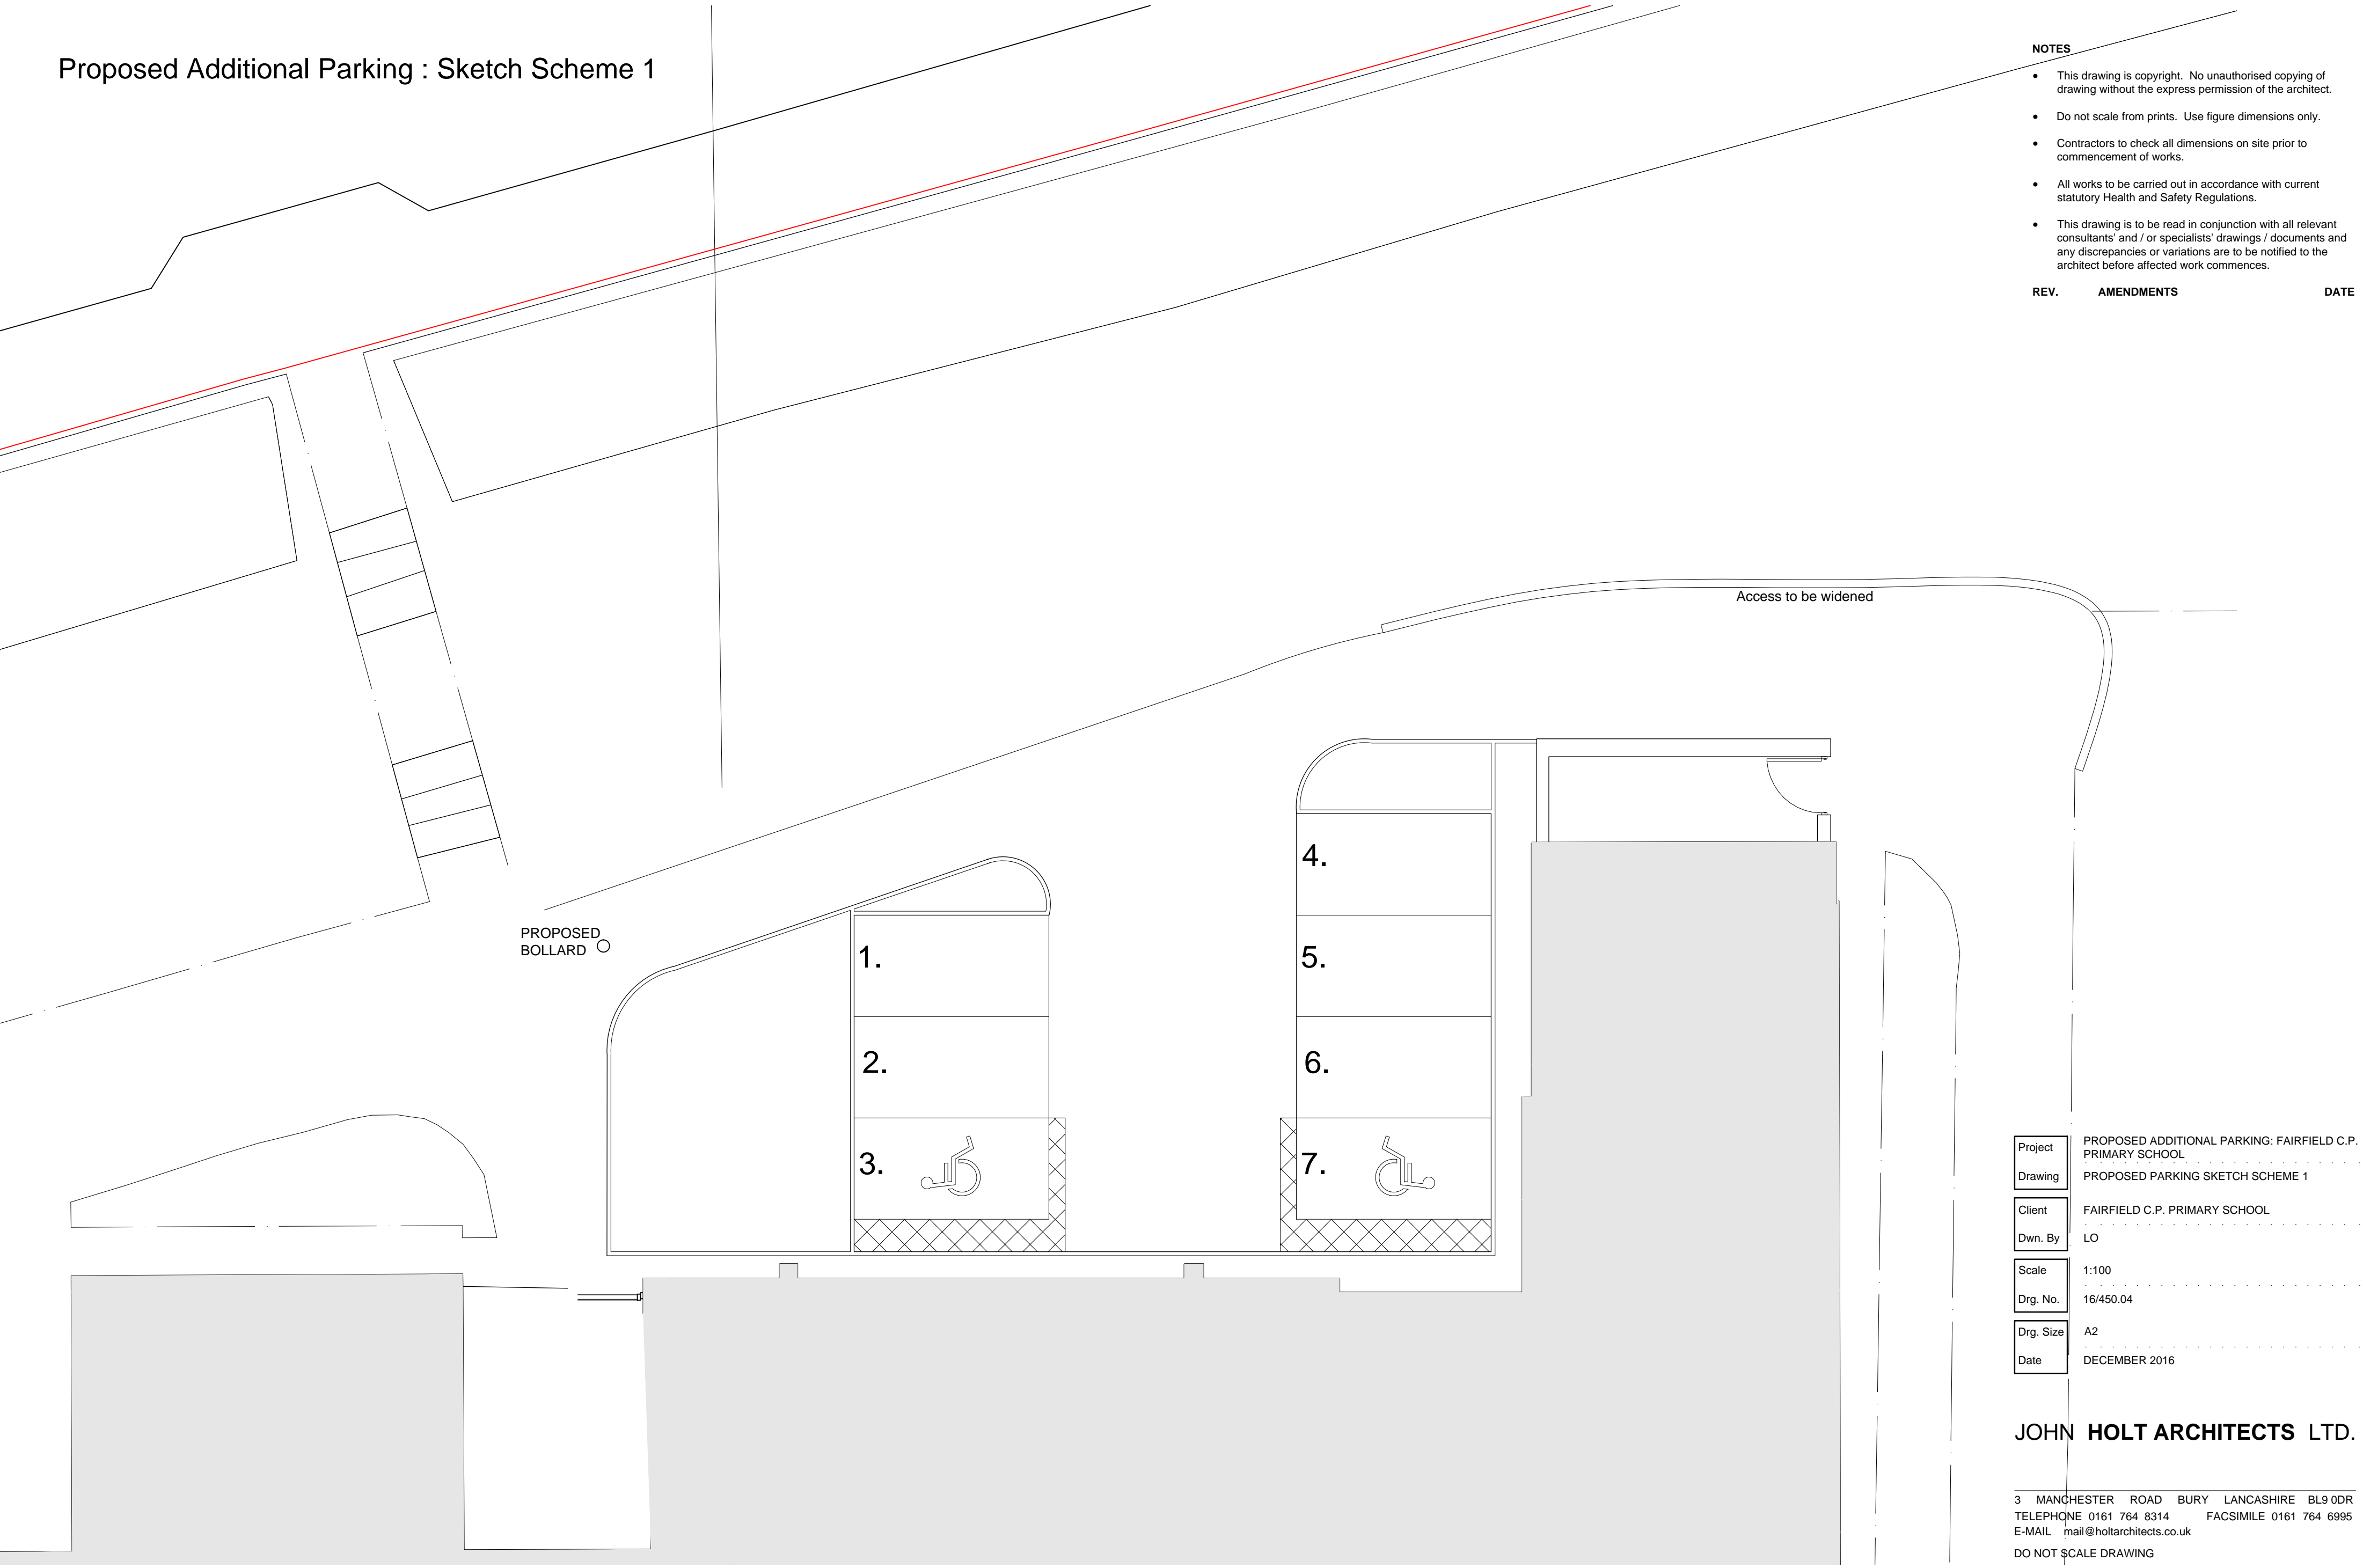 Proposed Additional Parking : Sketch Scheme 1
NOTES
• This drawing is copyright. No unauthorised copying of
drawing without the express permission of the architect.
• Do not scale from prints. Use figure dimensions only.
• Contractors to check all dimensions on site prior to
commencement of works.
• All works to be carried out in accordance with current
statutory Health and Safety Regulations.
• This drawing is to be read in conjunction with all relevant
consultants' and / or specialists' drawings / documents and
any discrepancies or variations are to be notified to the
architect before affected work commences.
REV. AMENDMENTS DATE
Access to be widened
PROPOSED
BOLLARD
1.
2.
3.
4.
5.
6.
7.
Project PROPOSED ADDITIONAL PARKING: FAIRFIELD C.P.
PRIMARY SCHOOL
Drawing PROPOSED PARKING SKETCH SCHEME 1
Client FAIRFIELD C.P. PRIMARY SCHOOL
Dwn. By LO
Scale 1:100
Drg. No. 16/450.04
Drg. Size A2
Date DECEMBER 2016
JOHN HOLT ARCHITECTS LTD.
3 MANCHESTER ROAD BURY LANCASHIRE BL9 0DR
TELEPHONE 0161 764 8314 FACSIMILE 0161 764 6995
E-MAIL mail@holtarchitects.co.uk
DO NOT SCALE DRAWING